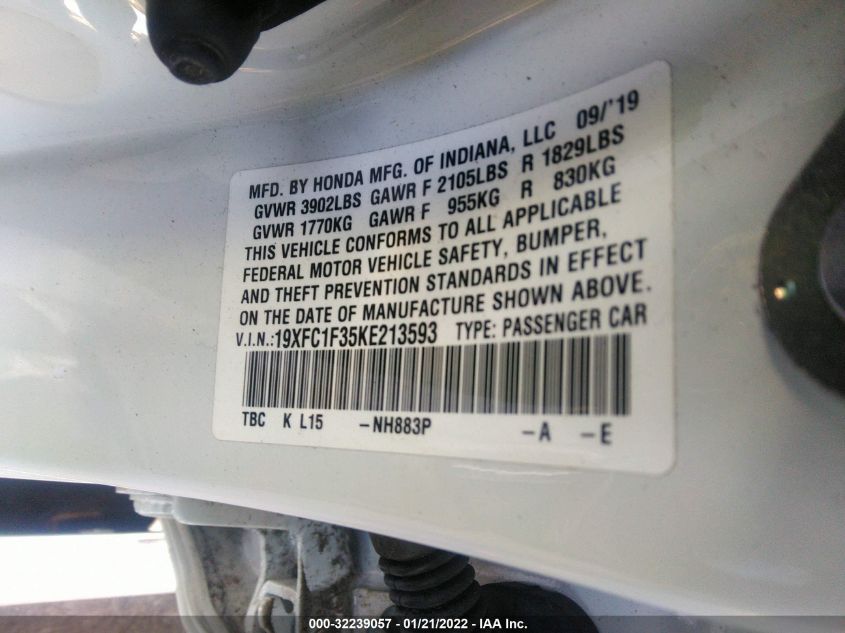 MFD. BY HONDA MFG. OF INDIANA, LLC 09/'19
GVWR 3902LBS GAWR F 2105LBS R 1829LBS
GVWR 1770KG GAWR F 955KG R 830KG
THIS VEHICLE CONFORMS TO ALL APPLICABLE
FEDERAL MOTOR VEHICLE SAFETY, BUMPER,
AND THEFT PREVENTION STANDARDS IN EFFECT
ON THE DATE OF MANUFACTURE SHOWN ABOVE.
V.I.N.:19XFC1F35KE213593 TYPE: PASSENGER CAR
TBC K L15 -NH883P -A -E
000-32239057 - 01/21/2022 - IAA Inc.